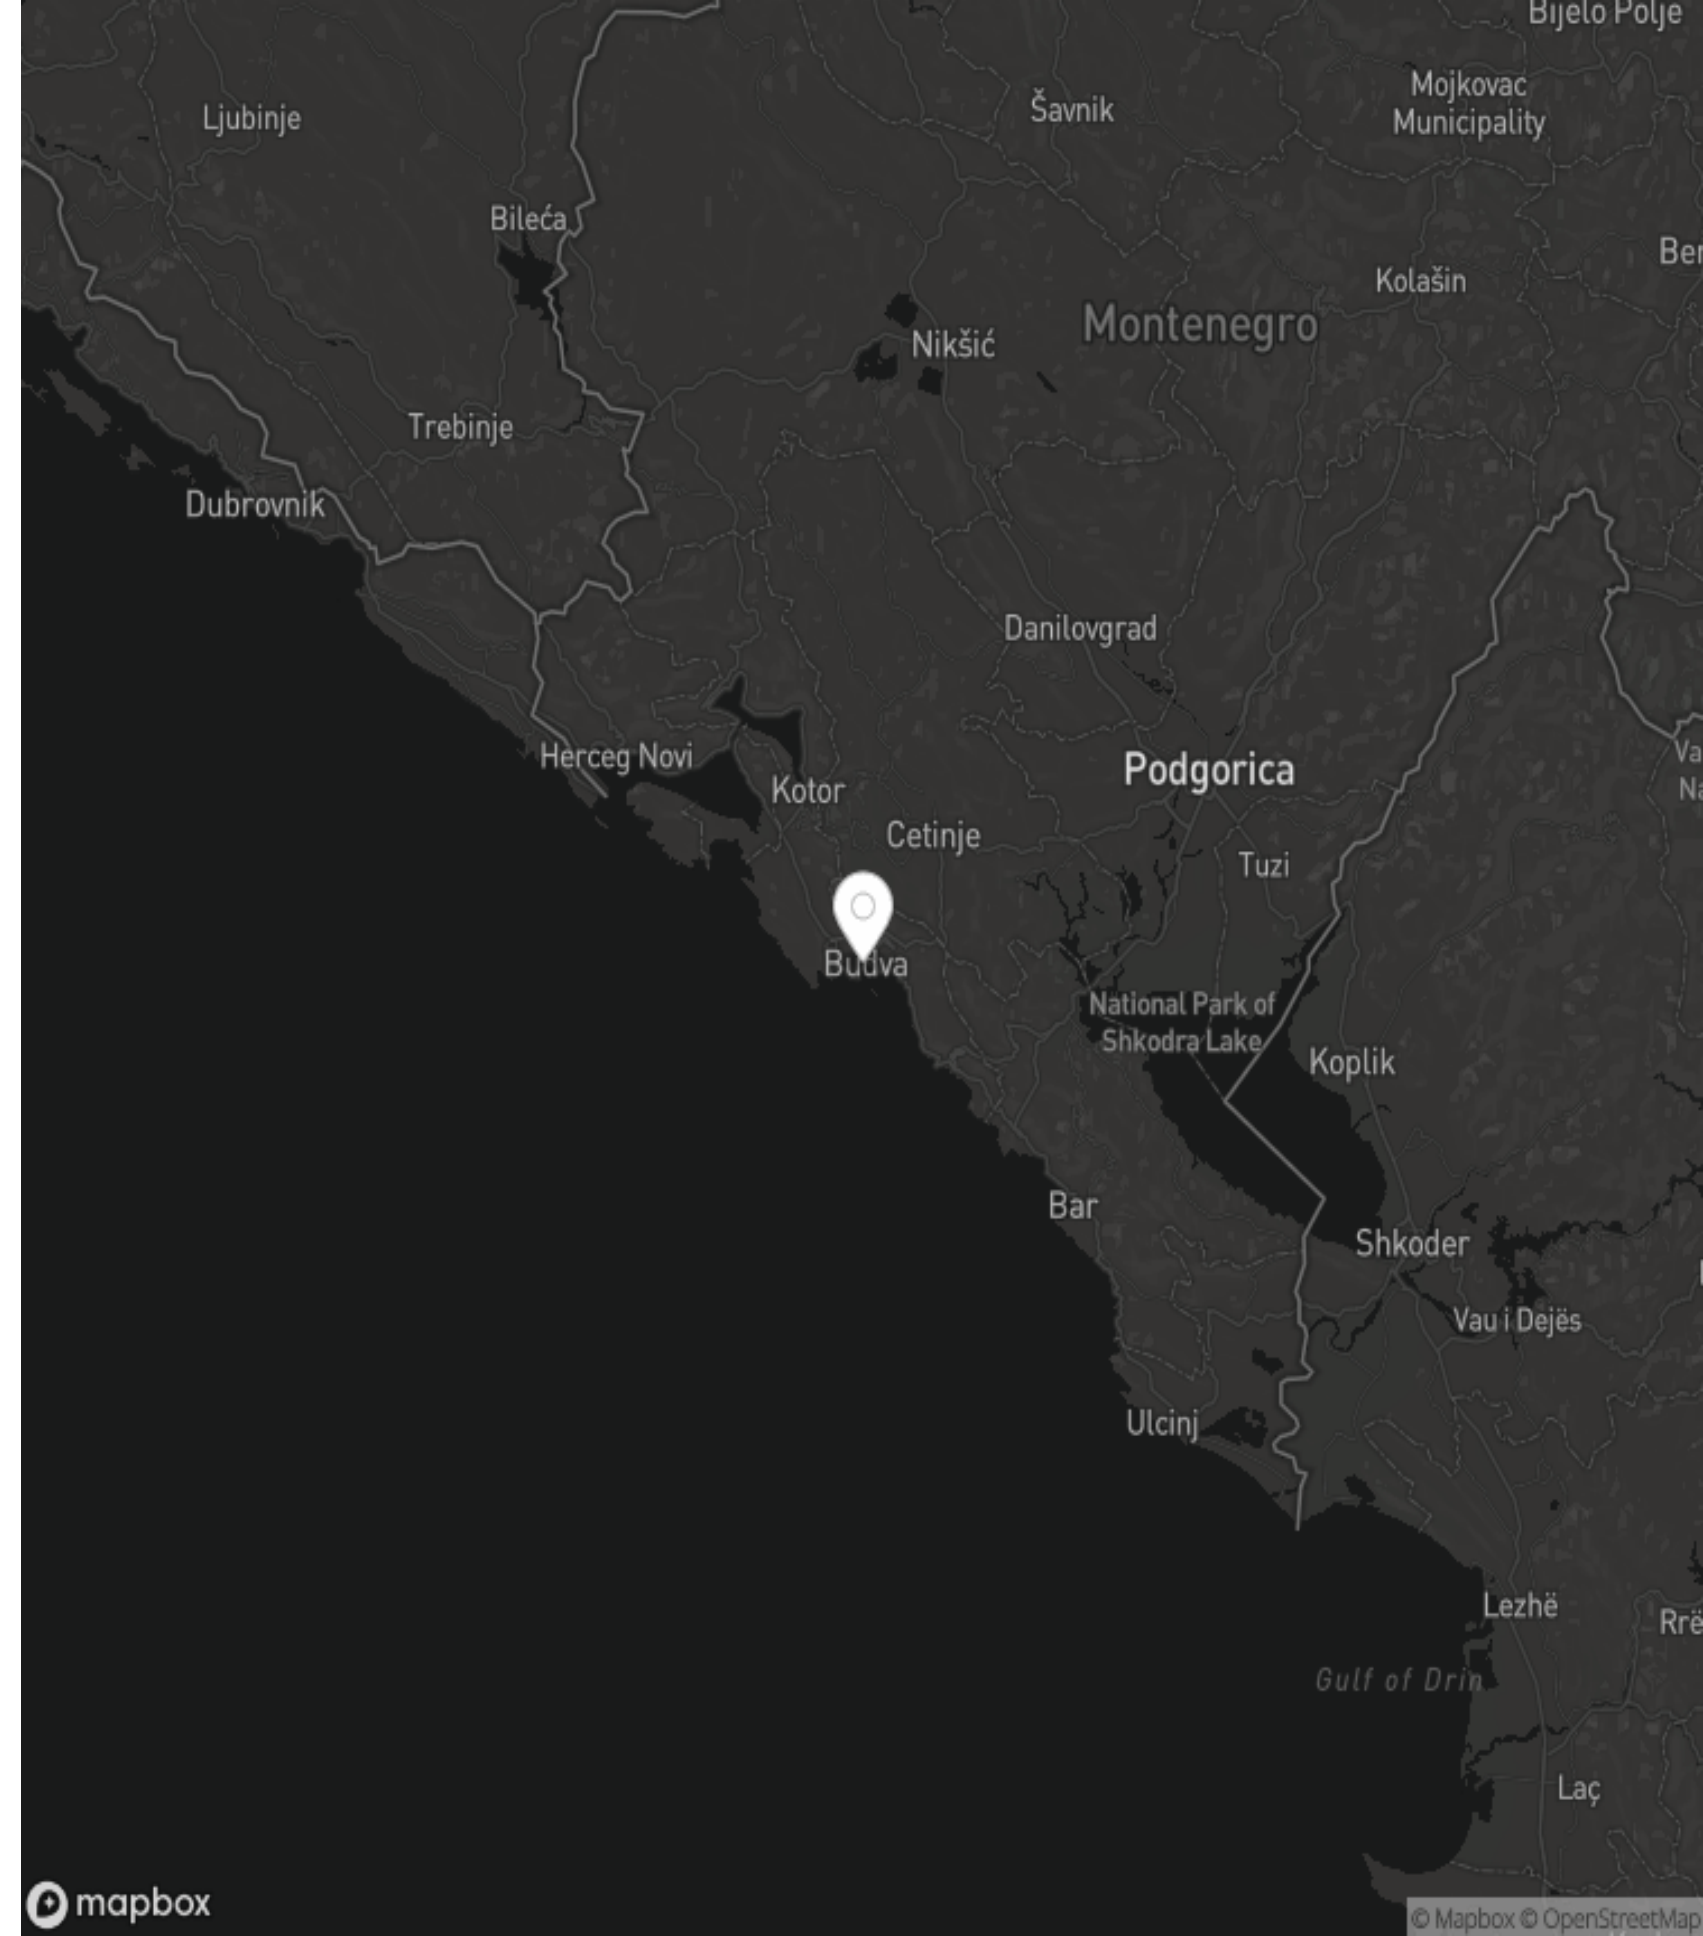 Bijelo Polje
Mojkovac
Municipality
Šavnik
Ljubinje
Bileća
Kolašin
Montenegro
Nikšić
Trebinje
Dubrovnik
Danilovgrad
Herceg Novi
Podgorica
Kotor
Cetinje
Tuzi
Budva
National Park of
Shkodra Lake
Koplik
Bar
Shkoder
Vau i Dejës
Ulcinj
Lezhë
Gulf of Drin
Laç
mapbox
© Mapbox © OpenStreetMap